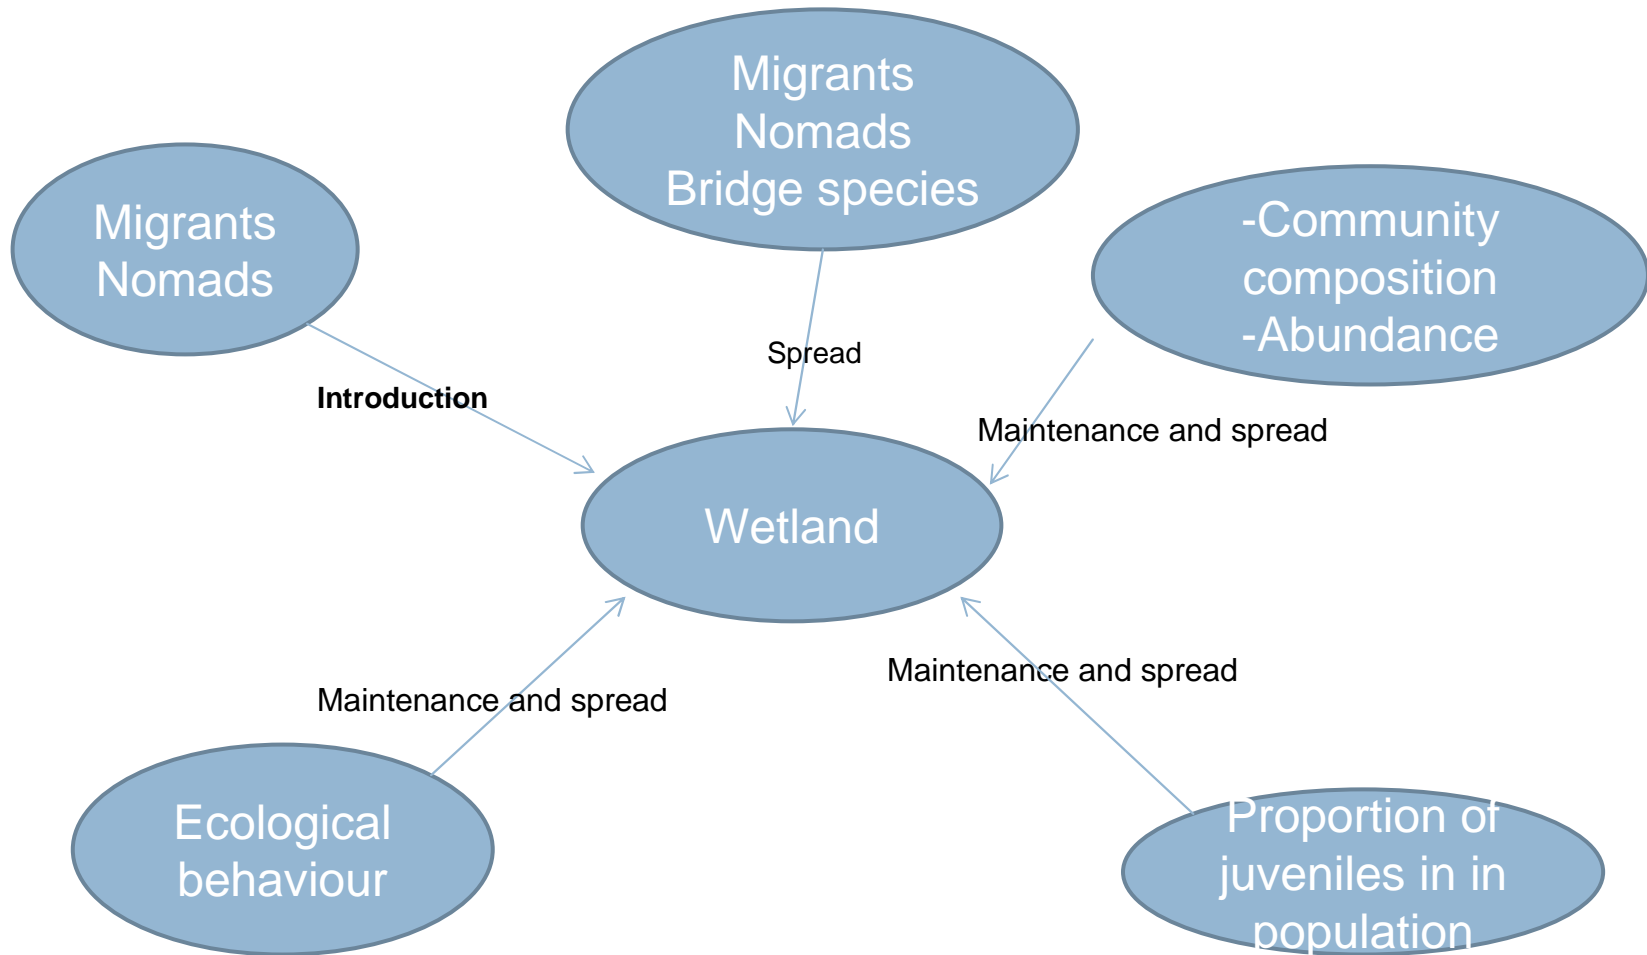 Migrants
Nomads
Bridge species
Migrants
Nomads
-Community
composition
-Abundance
Spread
Introduction
Maintenance and spread
Wetland
Maintenance and spread
Maintenance and spread
Ecological
behaviour
Proportion of
juveniles in in
population